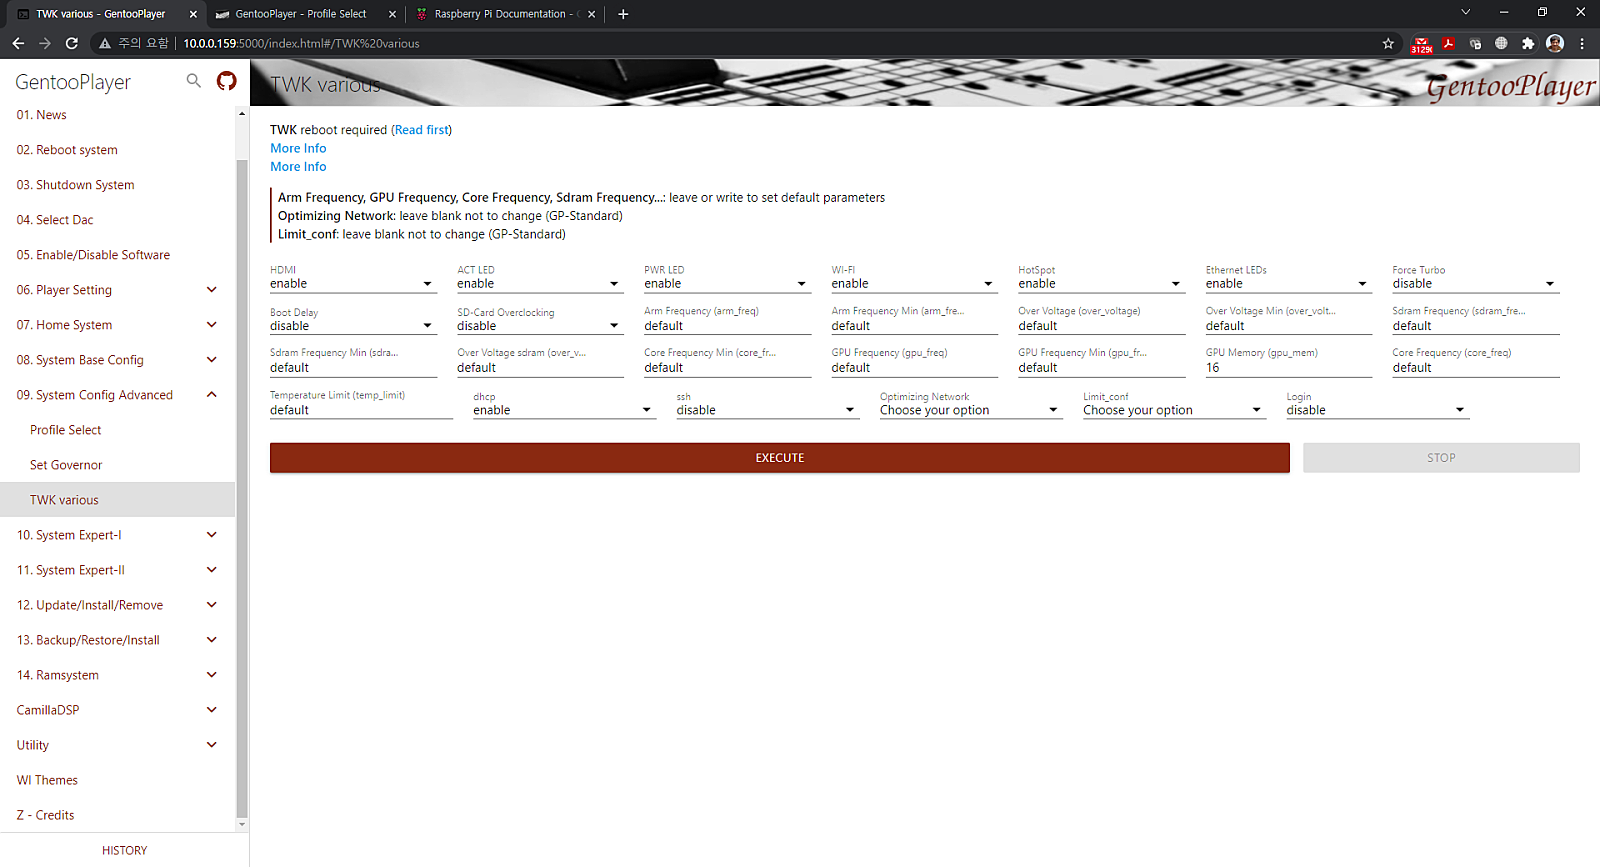 TWK various - GentooPlayer
GentooPlayer - Profile Select
Raspberry Pi Documentation -
주의 요함
10.0.0.159:5000/index.html#/TWK%20various
GentooPlayer
TWK various
GentooPlayer
01. News
02. Reboot system
03. Shutdown System
04. Select Dac
05. Enable/Disable Software
06. Player Setting
07. Home System
08. System Base Config
09. System Config Advanced
Profile Select
Set Governor
TWK various
10. System Expert-I
11. System Expert-II
12. Update/Install/Remove
13. Backup/Restore/Install
14. Ramsystem
CamillaDSP
Utility
WI Themes
Z - Credits
HISTORY
TWK reboot required (Read first)
More Info
More Info
Arm Frequency, GPU Frequency, Core Frequency, Sdram Frequency...: leave or write to set default parameters
Optimizing Network: leave blank not to change (GP-Standard)
Limit_conf: leave blank not to change (GP-Standard)
HDMI ACT LED PWR LED WI-FI HotSpot Ethernet LEDs Force Turbo
enable enable enable enable enable enable disable
Boot Delay SD-Card Overclocking Arm Frequency (arm_freq) Arm Frequency Min (arm_fre... Over Voltage (over_voltage) Over Voltage Min (over_volt... Sdram Frequency (sdram_fre...
disable disable default default default default default
Sdram Frequency Min (sdra... Over Voltage sdram (over_v... Core Frequency Min (core_fr... GPU Frequency (gpu_freq) GPU Frequency Min (gpu_fr... GPU Memory (gpu_mem) Core Frequency (core_freq)
default default default default default 16 default
Temperature Limit (temp_limit) dhcp ssh Optimizing Network Limit_conf Login
default enable disable Choose your option Choose your option disable
EXECUTE STOP